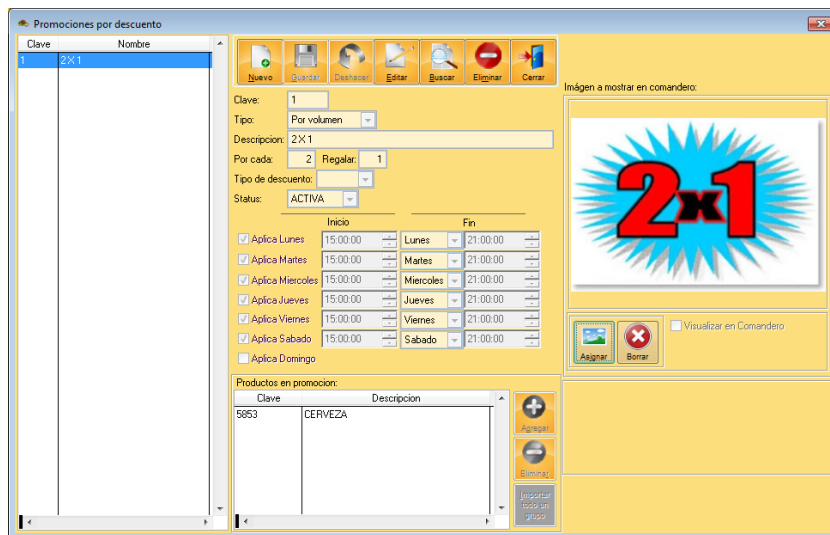 Promociones por descuento
Clave Nombre
1 2X1
Nuevo Guardar Deshacer Editar Buscar Eliminar Cerrar
Clave: 1
Tipo: Por volumen
Descripcion: 2X1
Por cada: 2 Regalar: 1
Tipo de descuento:
Status: ACTIVA
Inicio Fin
Aplica Lunes 15:00:00 Lunes 21:00:00
Aplica Martes 15:00:00 Martes 21:00:00
Aplica Miercoles 15:00:00 Miercoles 21:00:00
Aplica Jueves 15:00:00 Jueves 21:00:00
Aplica Viernes 15:00:00 Viernes 21:00:00
Aplica Sabado 15:00:00 Sabado 21:00:00
Aplica Domingo
Productos en promocion:
Clave Descripcion
5853 CERVEZA
Agregar
Eliminar
Importar
todo un
grupo
Imágen a mostrar en comandero:
2x1
Asignar Borrar
Visualizar en Comandero